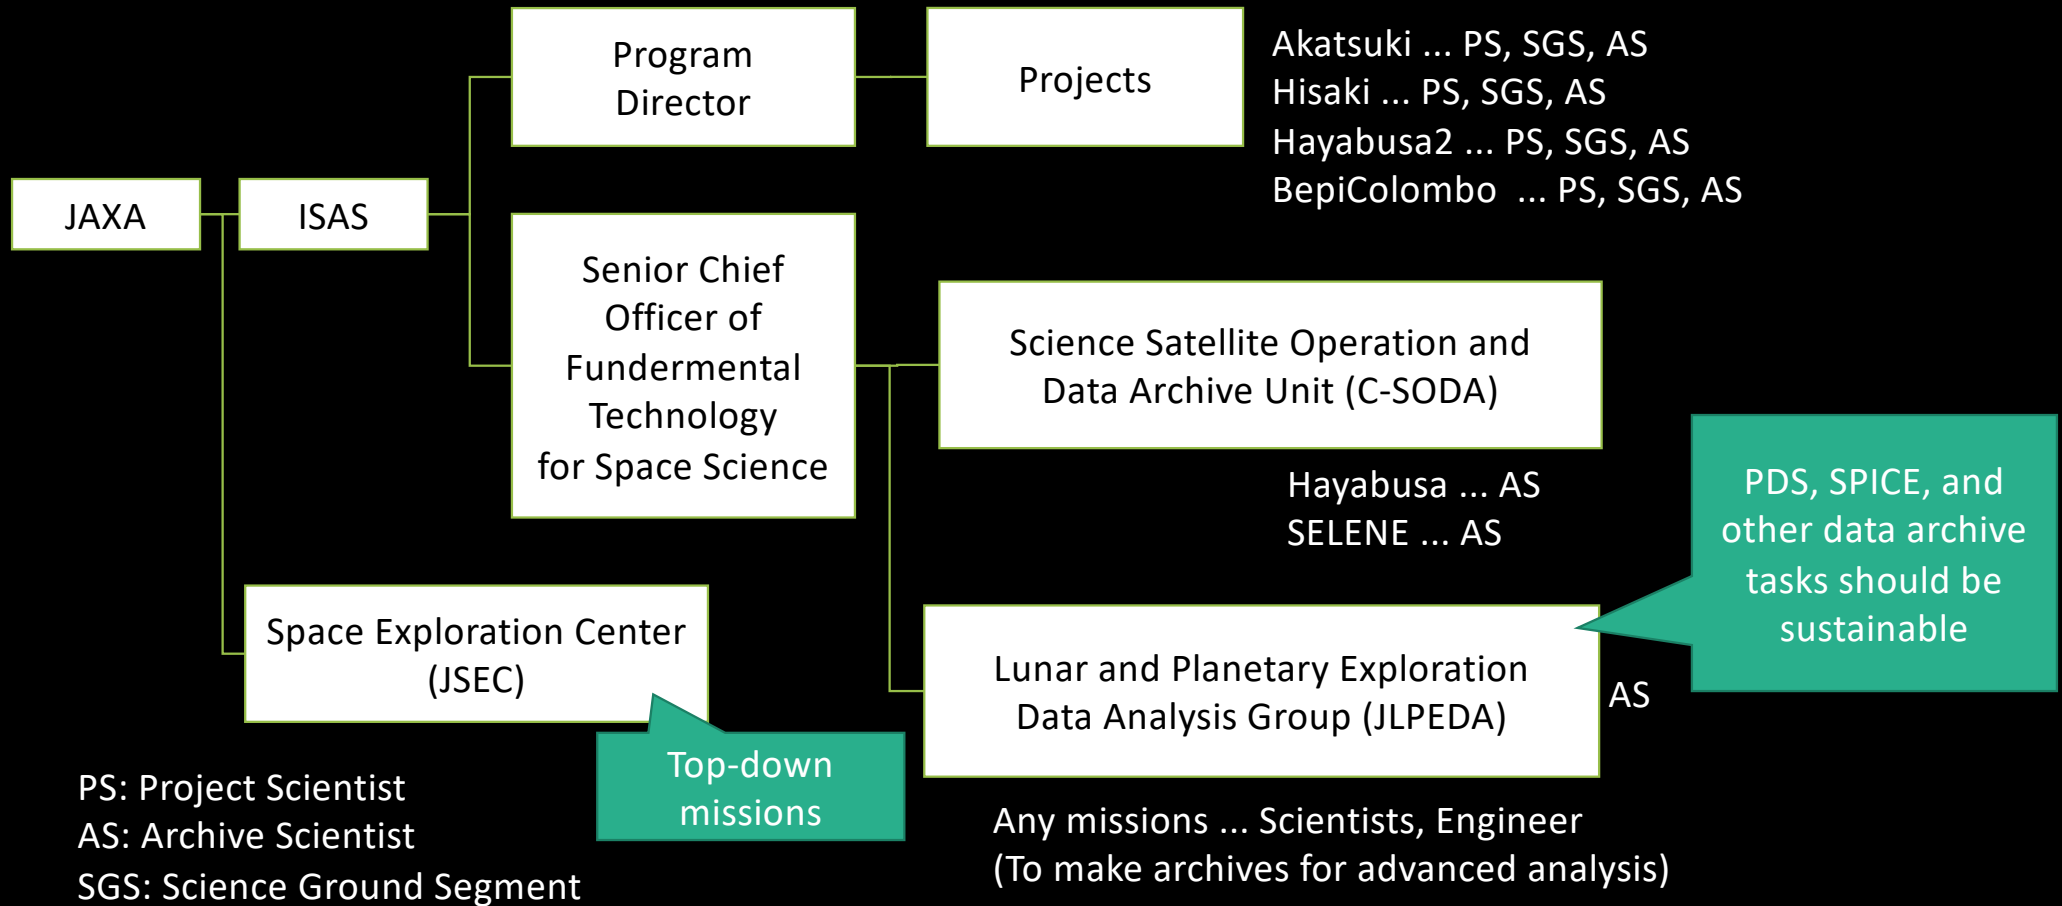 Program
Director
Projects
Akatsuki ... PS, SGS, AS
Hisaki ... PS, SGS, AS
Hayabusa2 ... PS, SGS, AS
BepiColombo  ... PS, SGS, AS
JAXA
ISAS
Senior Chief
Officer of
Fundermental
Technology
for Space Science
Science Satellite Operation and
Data Archive Unit (C-SODA)
Hayabusa ... AS
SELENE ... AS
PDS, SPICE, and
other data archive
tasks should be
sustainable
Space Exploration Center
(JSEC)
Top-down
missions
Lunar and Planetary Exploration
Data Analysis Group (JLPEDA)
AS
Any missions ... Scientists, Engineer
(To make archives for advanced analysis)
PS: Project Scientist
AS: Archive Scientist
SGS: Science Ground Segment